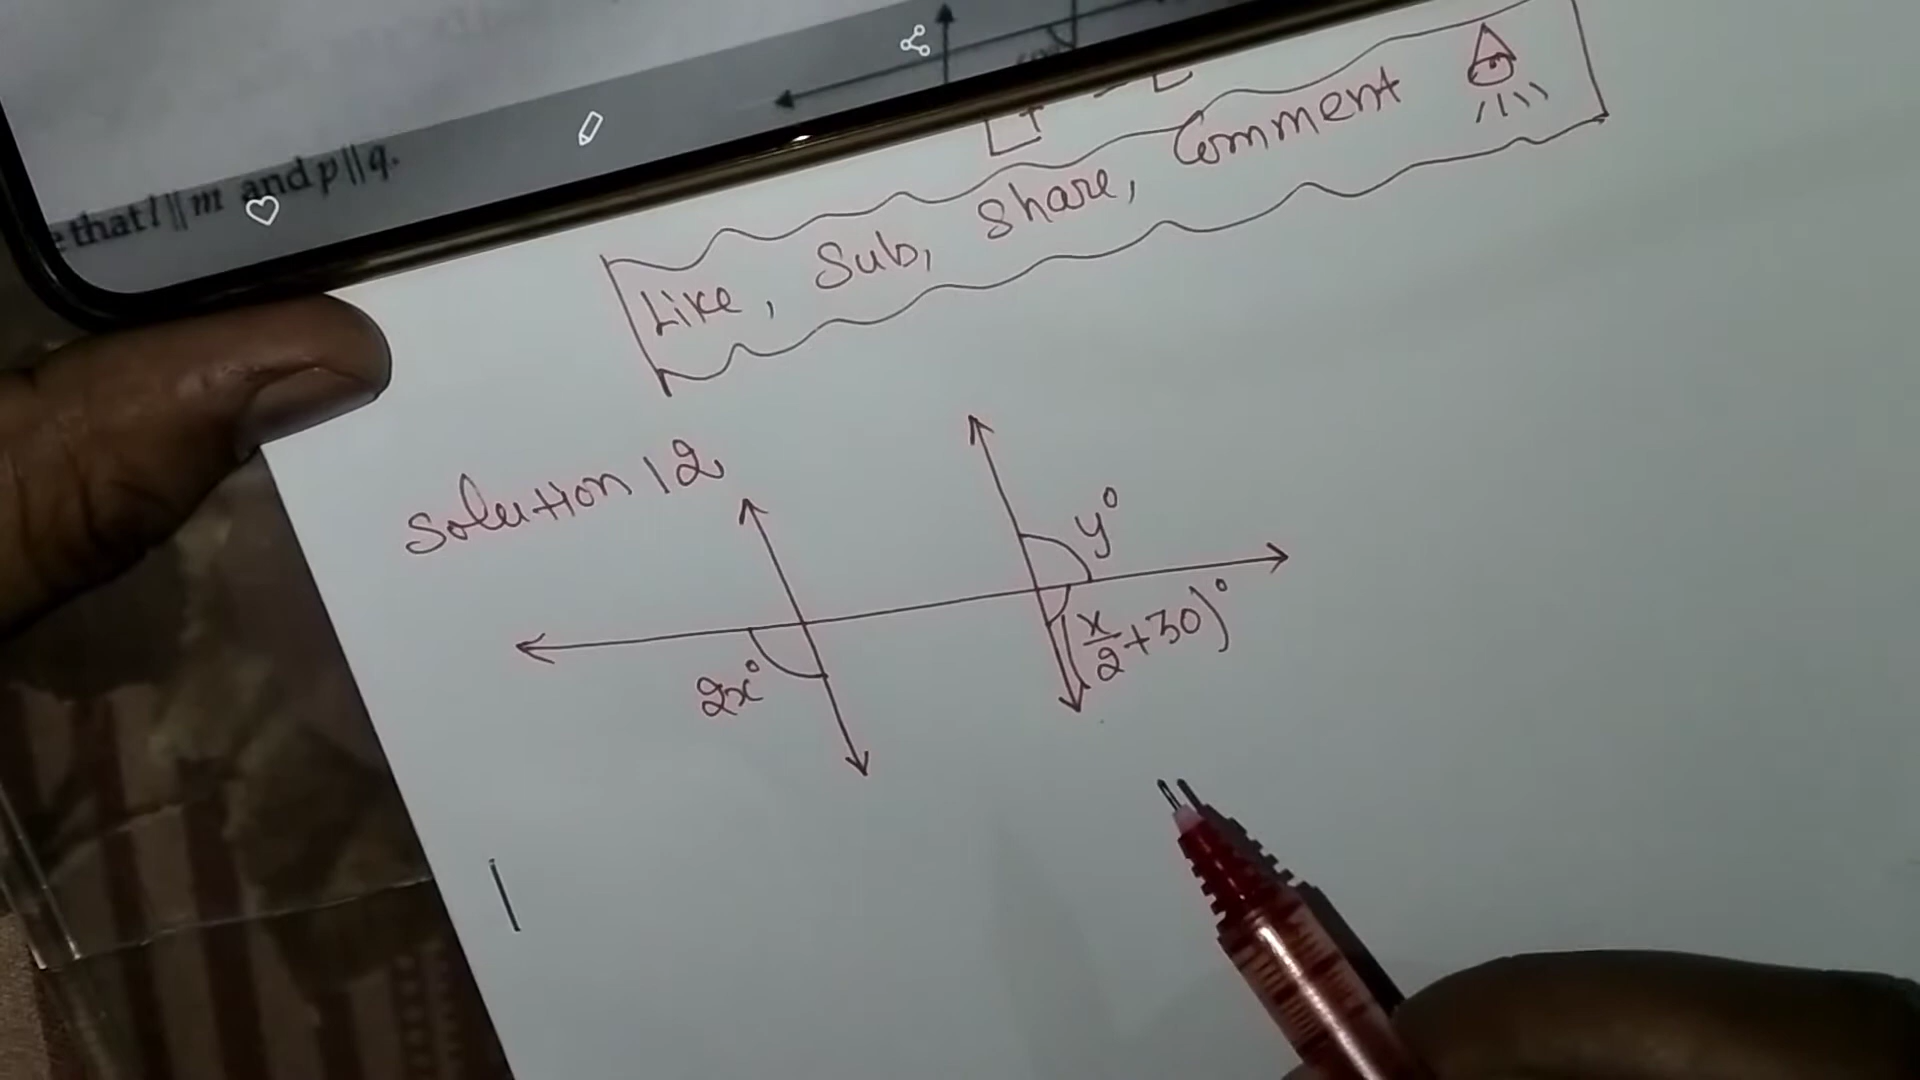 that l || m and p || q.
Like, Sub, Share, Comment
Solution 12
y°
2x°
(x/2+30)°